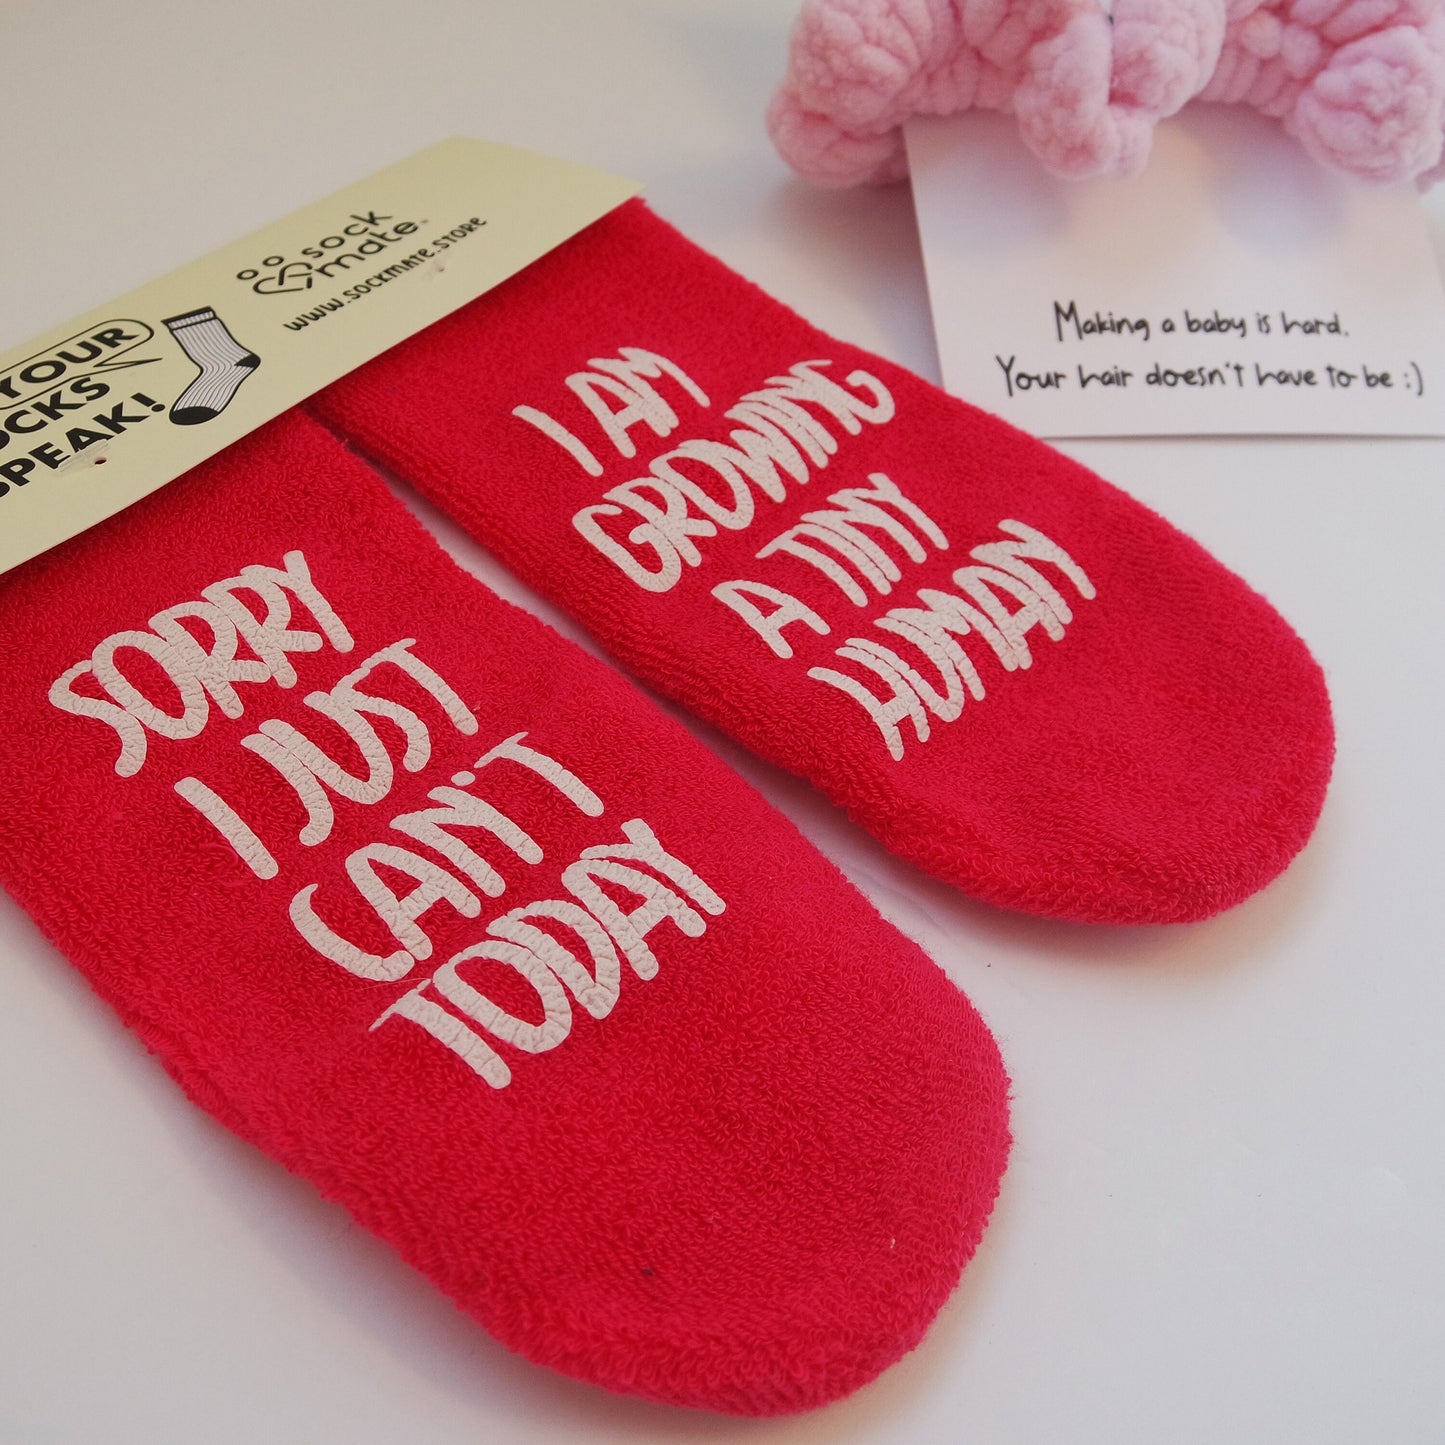 sock
mate.™
www.sockmate.store
YOUR
SOCKS
SPEAK!
SORRY
I JUST
CAN'T
TODAY
I AM
GROWING
A TINY
HUMAN
Making a baby is hard.
Your hair doesn't have to be :)